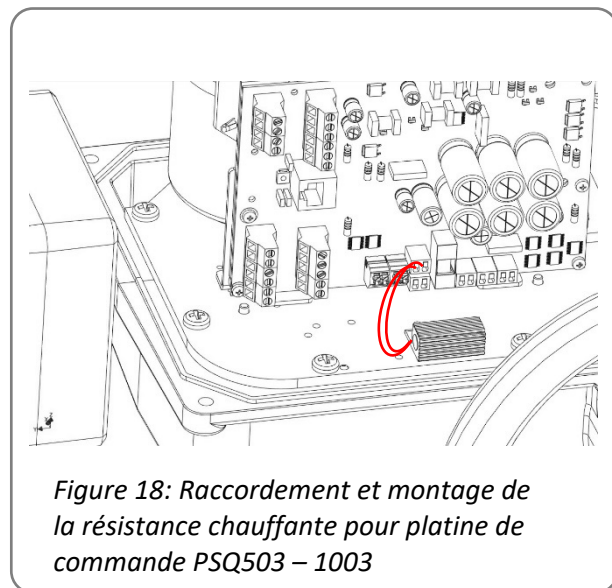 Figure 18: Raccordement et montage de
la résistance chauffante pour platine de
commande PSQ503 – 1003